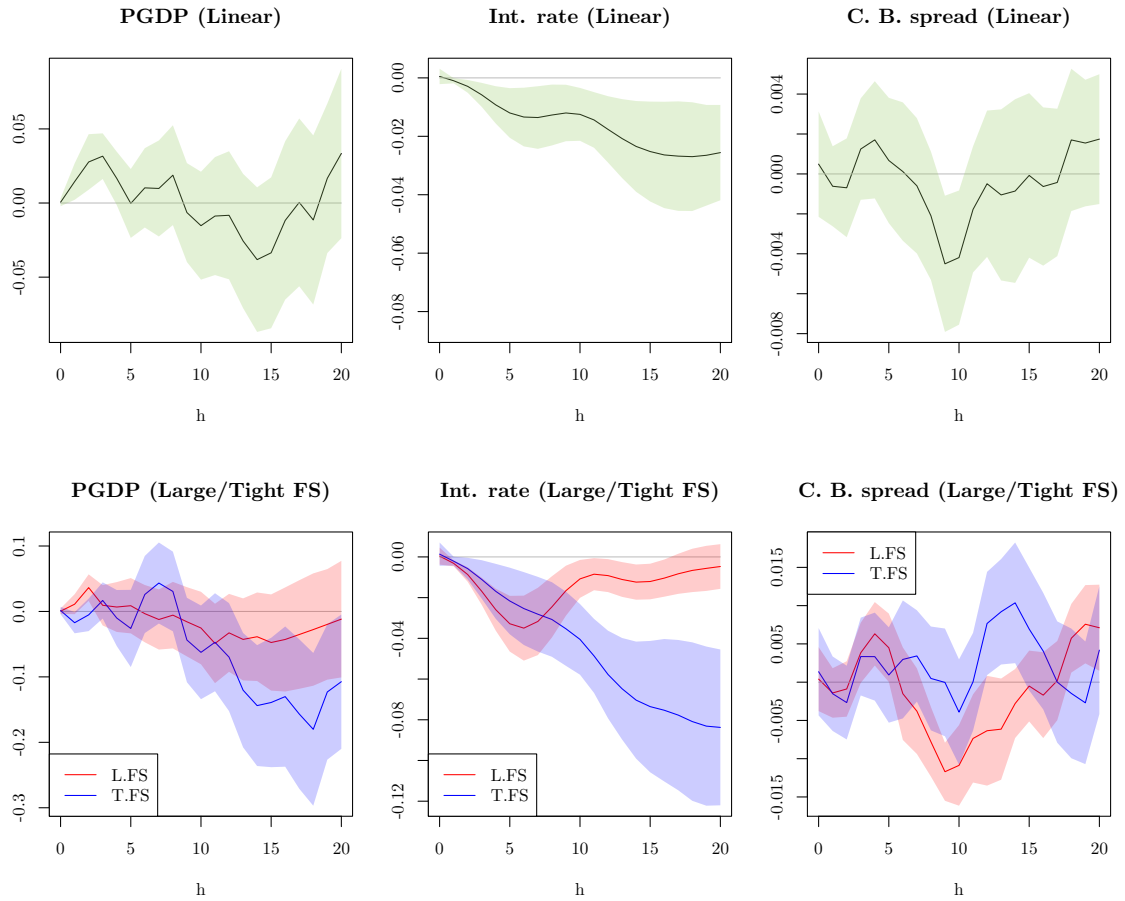 PGDP (Linear)
0.05
0.00
-0.05
0 5 10 15 20
h
Int. rate (Linear)
0.00
-0.02
-0.04
-0.06
-0.08
0 5 10 15 20
h
C. B. spread (Linear)
0.004
0.000
-0.004
-0.008
0 5 10 15 20
h
PGDP (Large/Tight FS)
0.1
0.0
-0.1
-0.2
-0.3
L.FS
T.FS
0 5 10 15 20
h
Int. rate (Large/Tight FS)
0.00
-0.04
-0.08
-0.12
L.FS
T.FS
0 5 10 15 20
h
C. B. spread (Large/Tight FS)
L.FS
T.FS
0.015
0.005
-0.005
-0.015
0 5 10 15 20
h